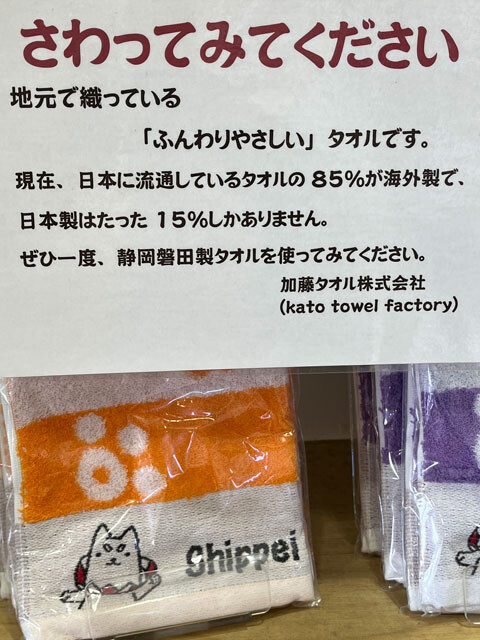 さわってみてください
地元で織っている
「ふんわりやさしい」タオルです。
現在、日本に流通しているタオルの 85%が海外製で、
日本製はたった 15%しかありません。
ぜひ一度、静岡磐田製タオルを使ってみてください。
加藤タオル株式会社
(kato towel factory)
Shippei